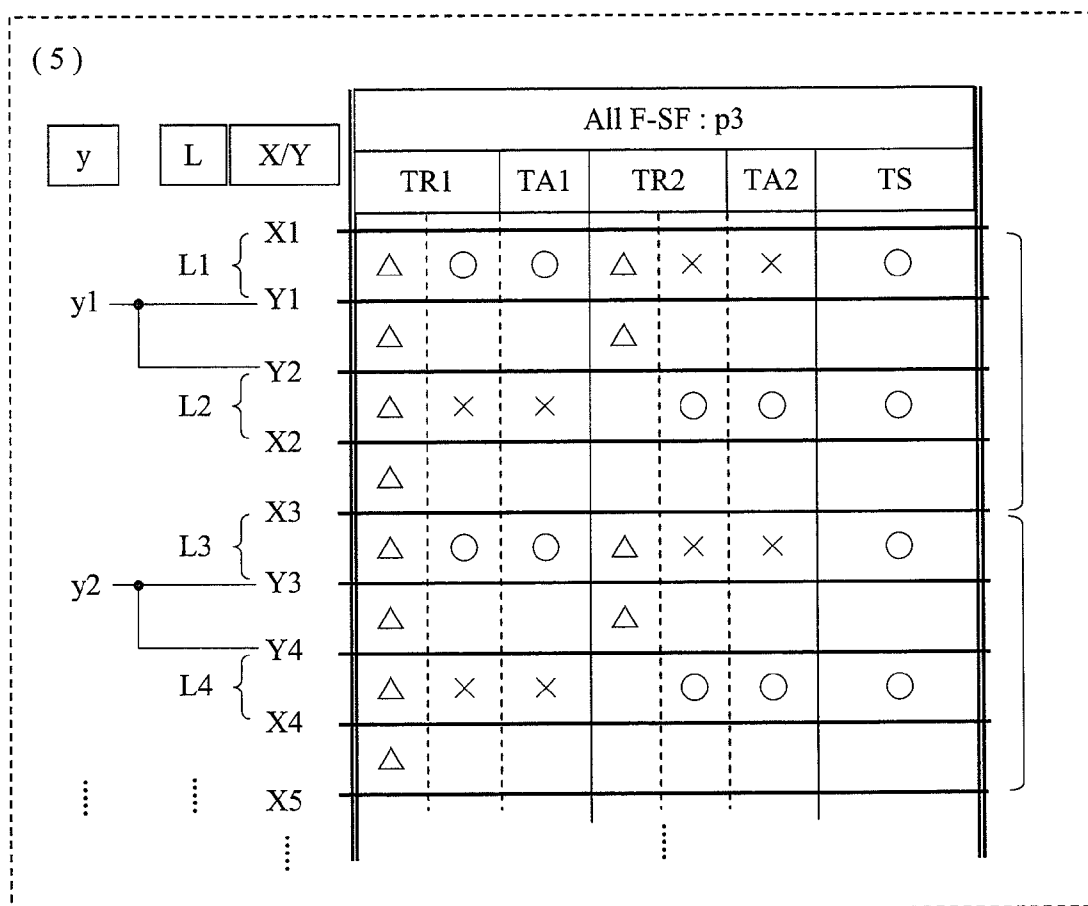 (5)
All F-SF : p3
y L X/Y
TR1 TA1 TR2 TA2 TS
X1
L1 △ ○ ○ △ × × ○
y1 Y1
△ △
Y2
L2 △ × × ○ ○ ○
X2
△
X3
L3 △ ○ ○ △ × × ○
y2 Y3
△ △
Y4
L4 △ × × ○ ○ ○
X4
△
X5